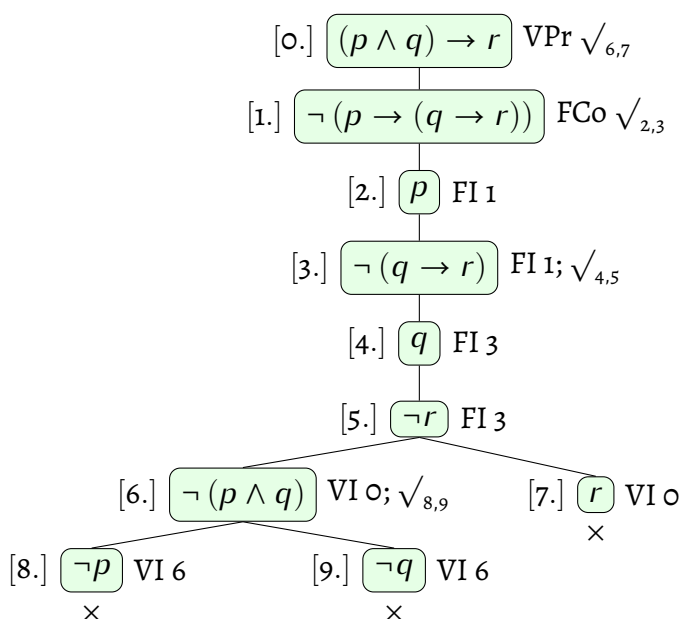 [0.] (p ∧ q) → r VPr √6,7
[1.] ¬ (p → (q → r)) FCo √2,3
[2.] p FI 1
[3.] ¬ (q → r) FI 1; √4,5
[4.] q FI 3
[5.] ¬r FI 3
[6.] ¬ (p ∧ q) VI 0; √8,9 [7.] r VI 0
×
[8.] ¬p VI 6 [9.] ¬q VI 6
× ×